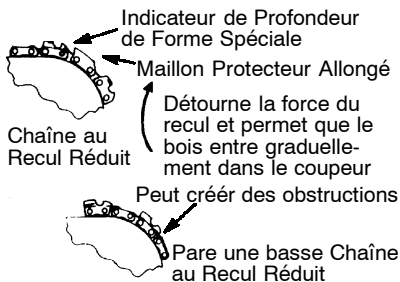 Indicateur de Profondeur
de Forme Spéciale
Maillon Protecteur Allongé
Détourne la force du
recul et permet que le
bois entre graduelle-
ment dans le coupeur
Chaîne au
Recul Réduit
Peut créér des obstructions
Pare une basse Chaîne
au Recul Réduit